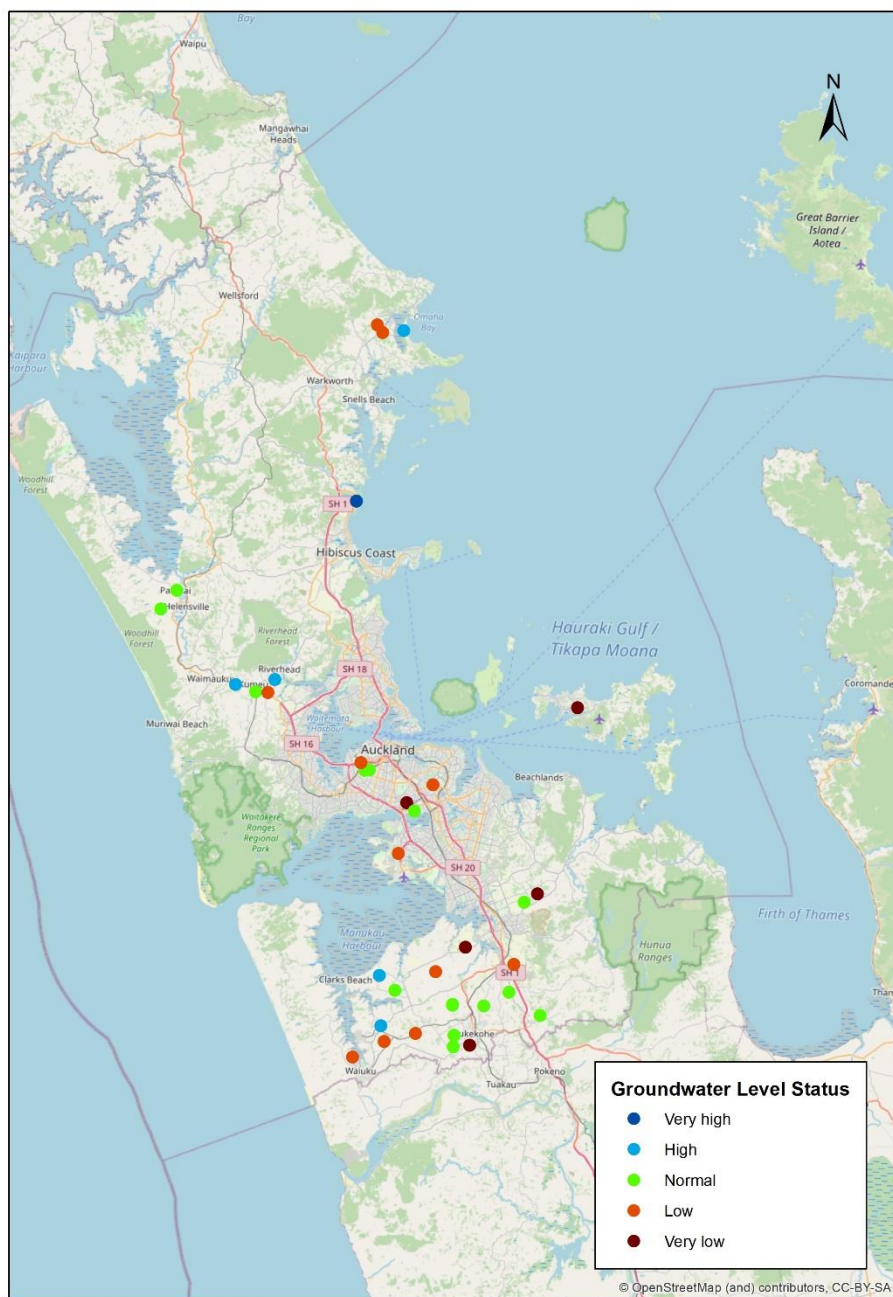 Bay
Waipu
N
Mangawhai
Heads
Great Barrier
Island /
Aotea
Wellsford
Omaha
Bay
Kaipara
Harbour
Warkworth
Snells Beach
Woodhill
Forest
SH 1
Hibiscus Coast
Helensville
Woodhill
Forest
Riverhead
Forest
Hauraki Gulf /
Tīkapa Moana
Riverhead
SH 18
Waimauku
Kumeu
Muriwai Beach
Waitematā
Harbour
SH 16
Auckland
Beachlands
Waitakere
Ranges
Regional
Park
SH 20
Firth of Thames
Manukau
Harbour
Hunua
Ranges
Clarks Beach
SH 1
Waiuku
Tuakau
Pokeno
Groundwater Level Status
Very high
High
Normal
Low
Very low
© OpenStreetMap (and) contributors, CC-BY-SA